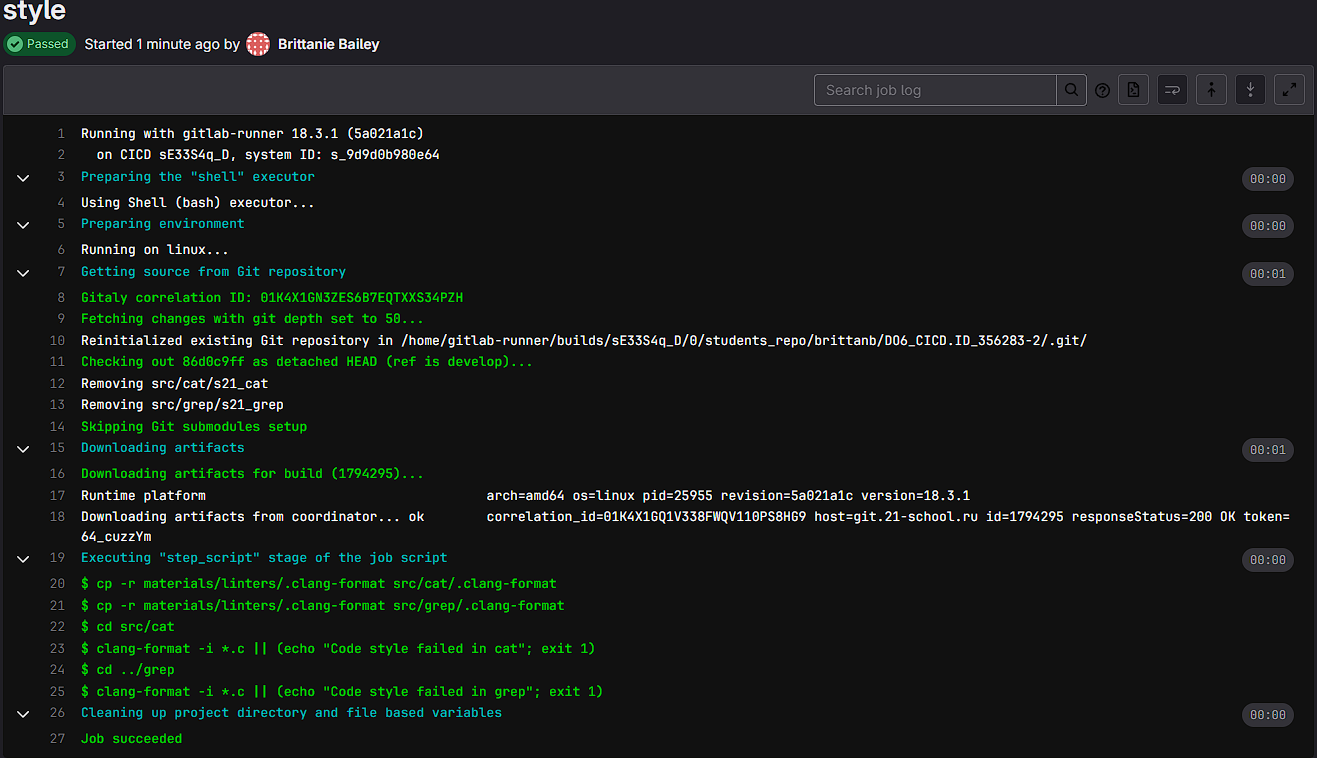 style
Passed Started 1 minute ago by Brittanie Bailey
Search job log
1 Running with gitlab-runner 18.3.1 (5a021a1c)
2 on CICD sE33S4q_D, system ID: s_9d9d0b980e64
3 Preparing the "shell" executor 00:00
4 Using Shell (bash) executor...
5 Preparing environment 00:00
6 Running on linux...
7 Getting source from Git repository 00:01
8 Gitaly correlation ID: 01K4X1GN3ZES6B7EQTXXS34PZH
9 Fetching changes with git depth set to 50...
10 Reinitialized existing Git repository in /home/gitlab-runner/builds/sE33S4q_D/0/students_repo/brittanb/DO6_CICD.ID_356283-2/.git/
11 Checking out 86d0c9ff as detached HEAD (ref is develop)...
12 Removing src/cat/s21_cat
13 Removing src/grep/s21_grep
14 Skipping Git submodules setup
15 Downloading artifacts 00:01
16 Downloading artifacts for build (1794295)...
17 Runtime platform arch=amd64 os=linux pid=25955 revision=5a021a1c version=18.3.1
18 Downloading artifacts from coordinator... ok correlation_id=01K4X1GQ1V338FWQV110PS8HG9 host=git.21-school.ru id=1794295 responseStatus=200 OK token=
64_cuzzYm
19 Executing "step_script" stage of the job script 00:00
20 $ cp -r materials/linters/.clang-format src/cat/.clang-format
21 $ cp -r materials/linters/.clang-format src/grep/.clang-format
22 $ cd src/cat
23 $ clang-format -i *.c || (echo "Code style failed in cat"; exit 1)
24 $ cd ../grep
25 $ clang-format -i *.c || (echo "Code style failed in grep"; exit 1)
26 Cleaning up project directory and file based variables 00:00
27 Job succeeded